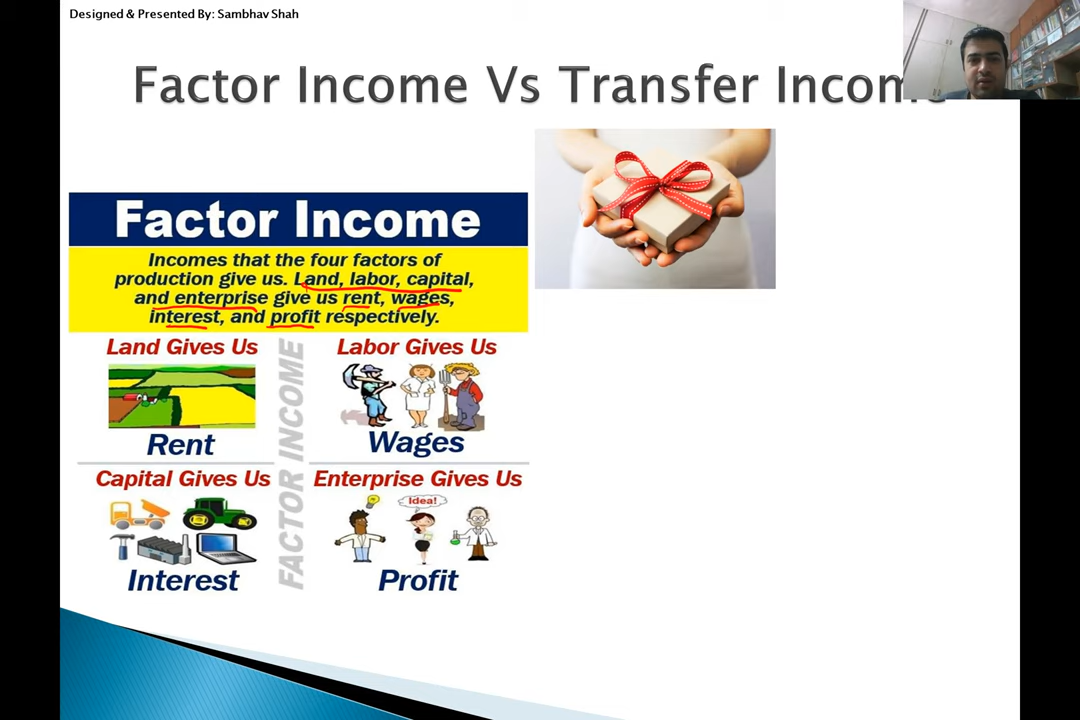 Designed & Presented By: Sambhav Shah
Factor Income Vs Transfer Income
Factor Income
Incomes that the four factors of
production give us. Land, labor, capital,
and enterprise give us rent, wages,
interest, and profit respectively.
Land Gives Us
Rent
Labor Gives Us
Wages
FACTOR INCOME
Capital Gives Us
Interest
Enterprise Gives Us
Idea!
Profit